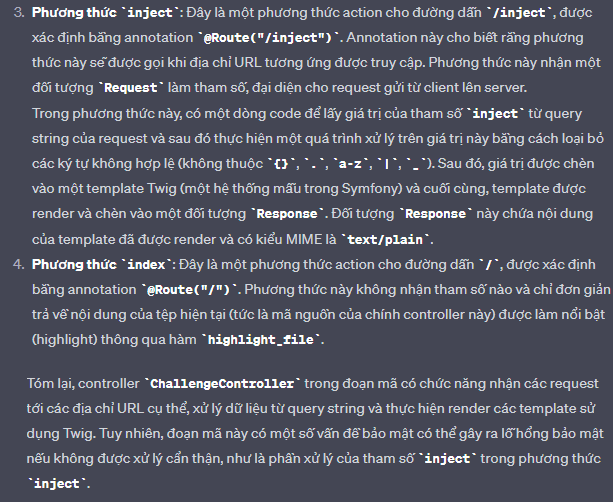 3. Phương thức `inject`: Đây là một phương thức action cho đường dẫn `/inject`, được
xác định bằng annotation `@Route("/inject")`. Annotation này cho biết rằng phương
thức này sẽ được gọi khi địa chỉ URL tương ứng được truy cập. Phương thức này nhận một
đối tượng `Request` làm tham số, đại diện cho request gửi từ client lên server.
Trong phương thức này, có một dòng code để lấy giá trị của tham số `inject` từ query
string của request và sau đó thực hiện một quá trình xử lý trên giá trị này bằng cách loại bỏ
các ký tự không hợp lệ (không thuộc `{}`, `.`, `a-z`, `|`, `_`). Sau đó, giá trị được chèn
vào một template Twig (một hệ thống mẫu trong Symfony) và cuối cùng, template được
render và chèn vào một đối tượng `Response`. Đối tượng `Response` này chứa nội dung
của template đã được render và có kiểu MIME là `text/plain`.
4. Phương thức `index`: Đây là một phương thức action cho đường dẫn `/`, được xác định
bằng annotation `@Route("/")`. Phương thức này không nhận tham số nào và chỉ đơn giản
trả về nội dung của tệp hiện tại (tức là mã nguồn của chính controller này) được làm nổi bật
(highlight) thông qua hàm `highlight_file`.
Tóm lại, controller `ChallengeController` trong đoạn mã có chức năng nhận các request
tới các địa chỉ URL cụ thể, xử lý dữ liệu từ query string và thực hiện render các template sử
dụng Twig. Tuy nhiên, đoạn mã này có một số vấn đề bảo mật có thể gây ra lỗ hổng bảo mật
nếu không được xử lý cẩn thận, như là phần xử lý của tham số `inject` trong phương thức
`inject`.